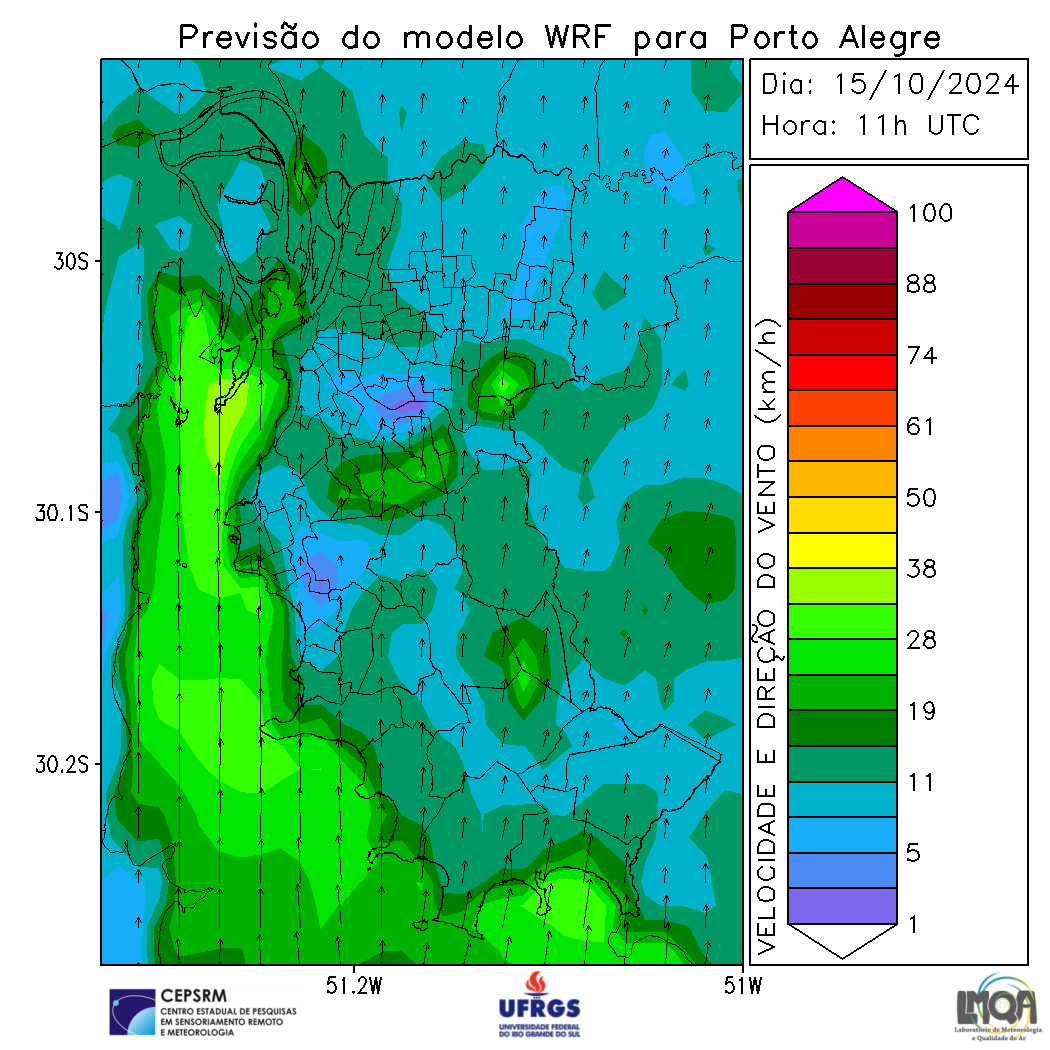 Previsão do modelo WRF para Porto Alegre
Dia: 15/10/2024
Hora: 11h UTC
30S
30.1S
30.2S
51.2W
51W
VELOCIDADE E DIREÇÃO DO VENTO (km/h)
100
88
74
61
50
38
28
19
11
5
1
CEPSRM
CENTRO ESTADUAL DE PESQUISAS
EM SENSORIAMENTO REMOTO
E METEOROLOGIA
UFRGS
UNIVERSIDADE FEDERAL
DO RIO GRANDE DO SUL
LMQA
Laboratório de Meteorologia
e Qualidade do Ar